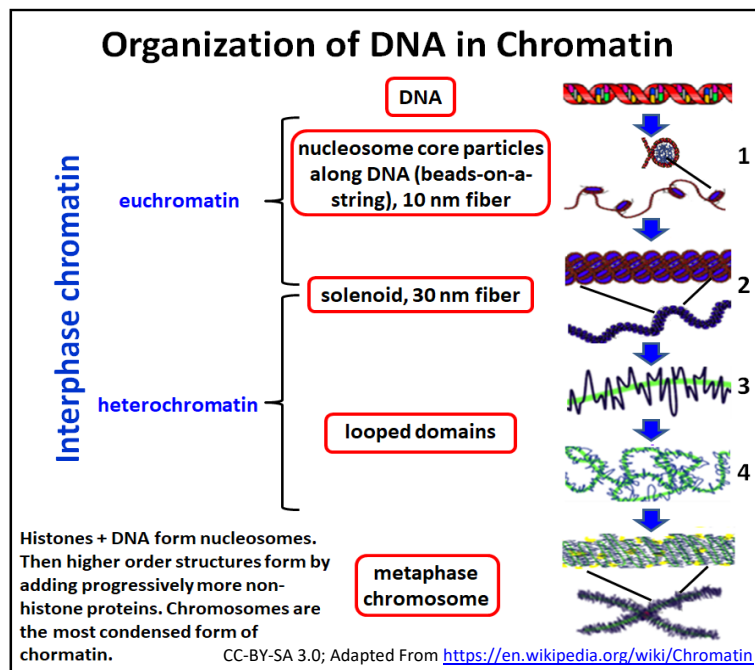 Organization of DNA in Chromatin
DNA
nucleosome core particles
along DNA (beads-on-a-
string), 10 nm fiber
1
euchromatin
Interphase chromatin
solenoid, 30 nm fiber
2
heterochromatin
3
looped domains
4
Histones + DNA form nucleosomes.
Then higher order structures form by
adding progressively more non-
histone proteins. Chromosomes are
the most condensed form of
chormatin.
metaphase
chromosome
CC-BY-SA 3.0; Adapted From https://en.wikipedia.org/wiki/Chromatin